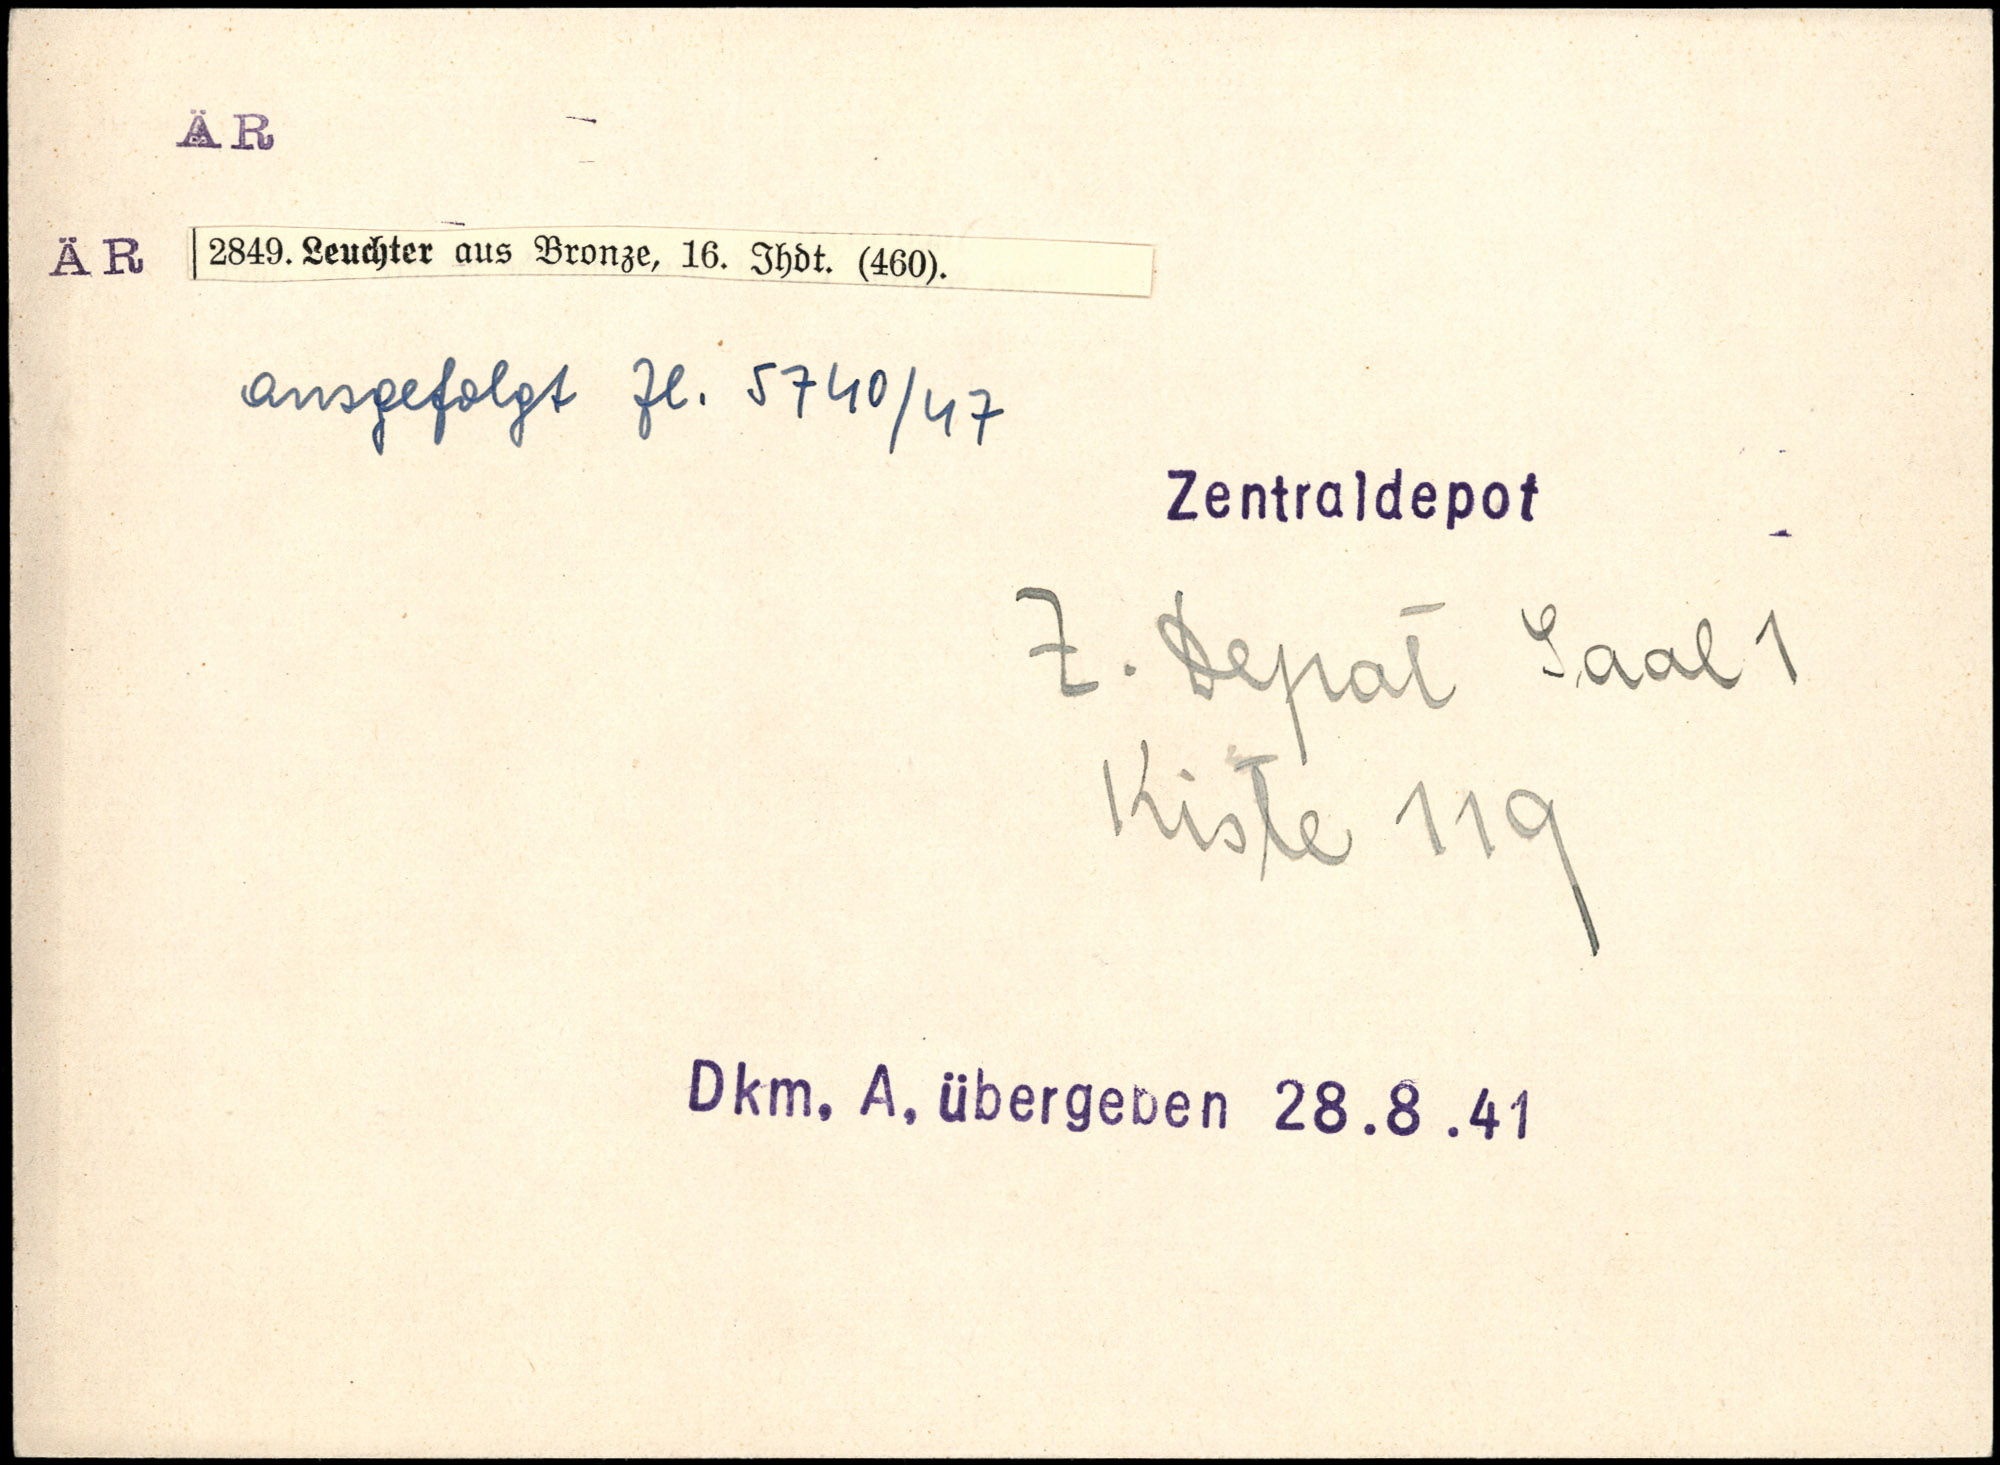 ÄR
ÄR 2849. Leuchter aus Bronze, 16. Jhdt. (460).
ausgefolgt Zl. 5740/47
Zentraldepot
Z. Depot Saal 1
Kiste 119
Dkm. A. übergeben 28.8.41